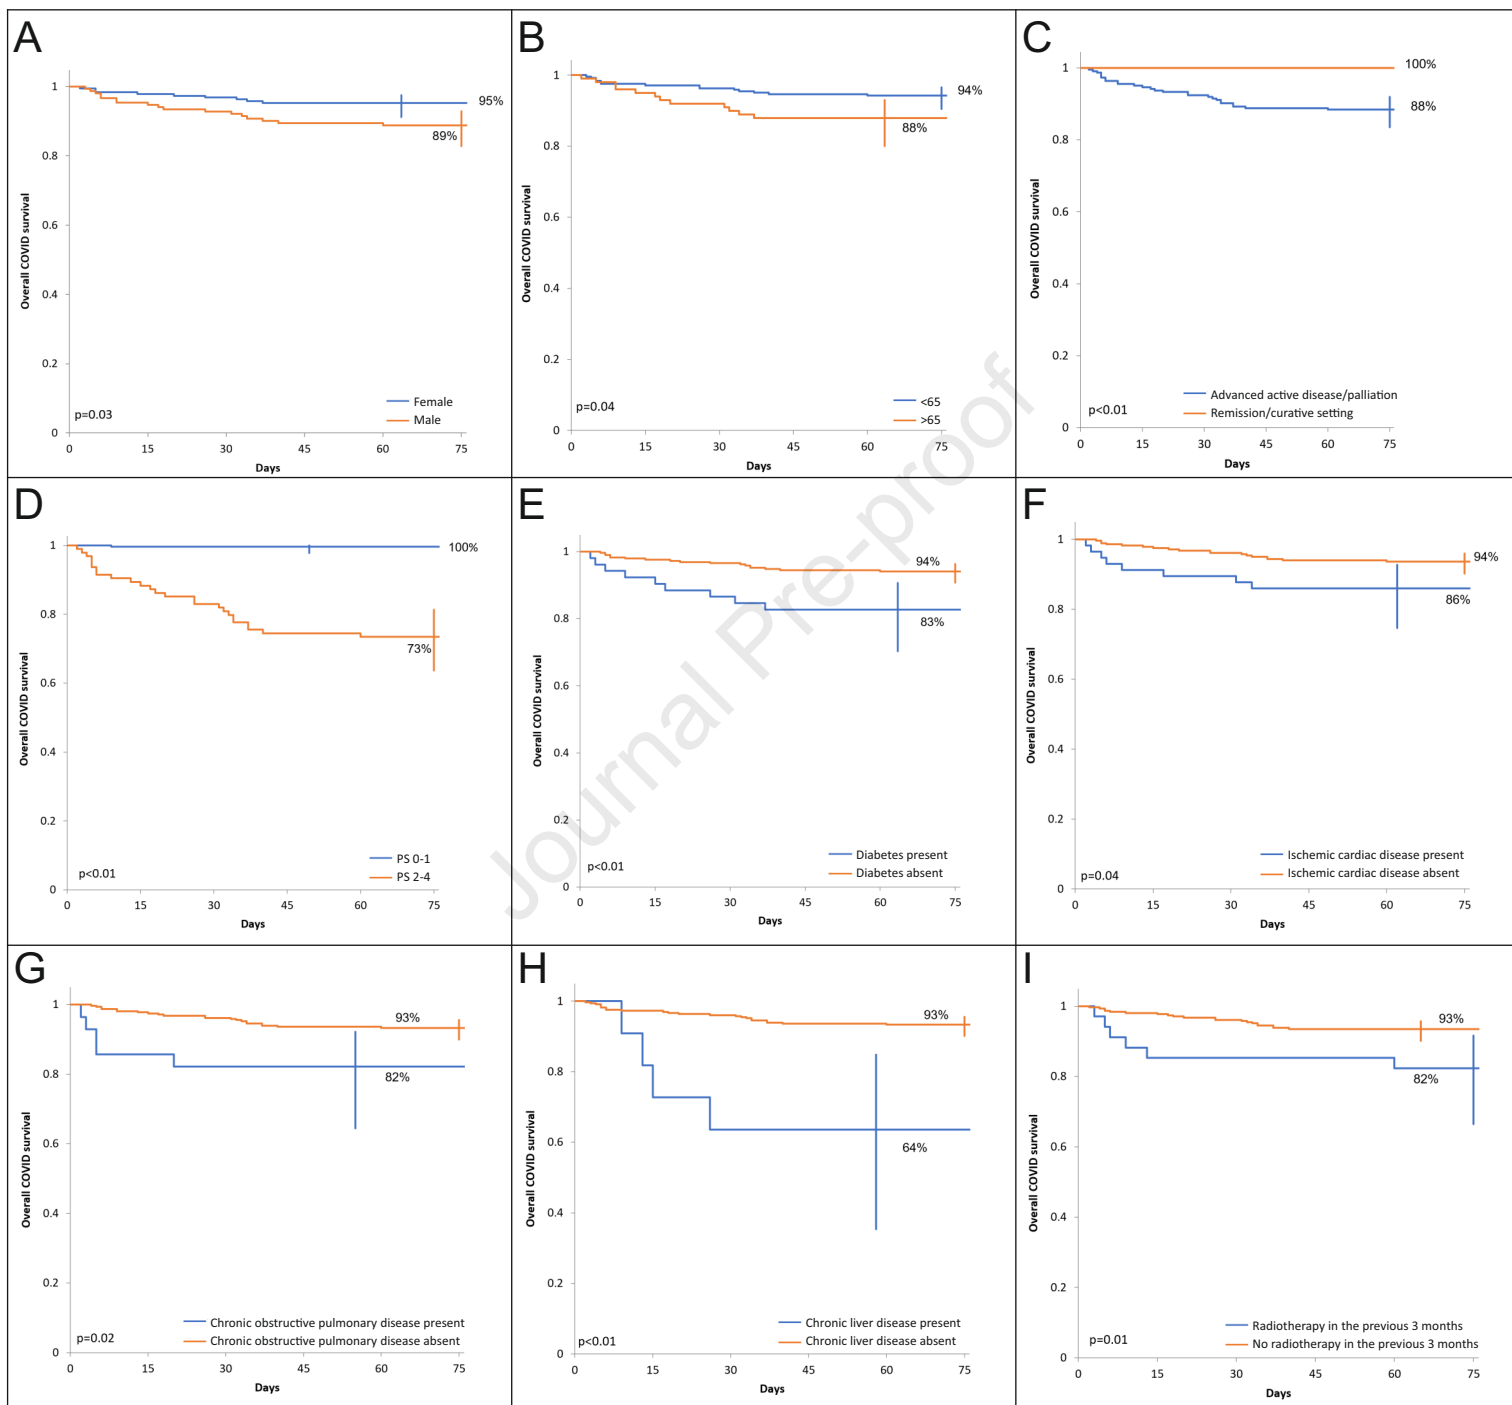 A
1
0.8
0.6
0.4
0.2
0
Overall COVID survival
95%
89%
p=0.03
Female
Male
0 15 30 45 60 75
Days
B
1
0.8
0.6
0.4
0.2
0
Overall COVID survival
94%
88%
p=0.04
<65
>65
0 15 30 45 60 75
Days
C
1
0.8
0.6
0.4
0.2
0
Overall COVID survival
100%
88%
p<0.01
Advanced active disease/palliation
Remission/curative setting
0 15 30 45 60 75
Days
D
1
0.8
0.6
0.4
0.2
0
Overall COVID survival
100%
73%
p<0.01
PS 0-1
PS 2-4
0 15 30 45 60 75
Days
E
1
0.8
0.6
0.4
0.2
0
Overall COVID survival
94%
83%
p<0.01
Diabetes present
Diabetes absent
0 15 30 45 60 75
Days
F
1
0.8
0.6
0.4
0.2
0
Overall COVID survival
94%
86%
p=0.04
Ischemic cardiac disease present
Ischemic cardiac disease absent
0 15 30 45 60 75
Days
G
1
0.8
0.6
0.4
0.2
0
Overall COVID survival
93%
82%
p=0.02
Chronic obstructive pulmonary disease present
Chronic obstructive pulmonary disease absent
0 15 30 45 60 75
Days
H
1
0.8
0.6
0.4
0.2
0
Overall COVID survival
93%
64%
p<0.01
Chronic liver disease present
Chronic liver disease absent
0 15 30 45 60 75
Days
I
1
0.8
0.6
0.4
0.2
0
Overall COVID survival
93%
82%
p=0.01
Radiotherapy in the previous 3 months
No radiotherapy in the previous 3 months
0 15 30 45 60 75
Days
Journal Pre-proof